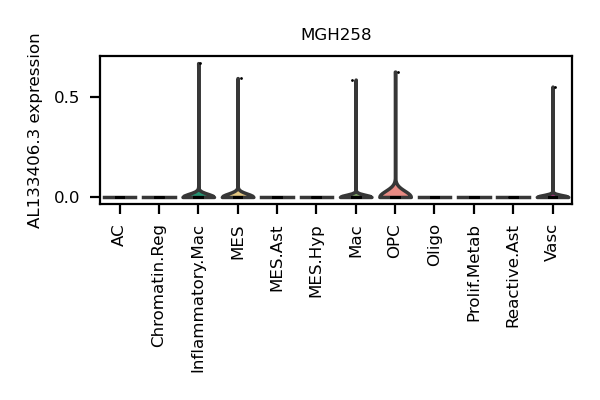 MGH258
AL133406.3 expression
0.5
0.0
AC
Chromatin.Reg
Inflammatory.Mac
MES
MES.Ast
MES.Hyp
Mac
OPC
Oligo
Prolif.Metab
Reactive.Ast
Vasc